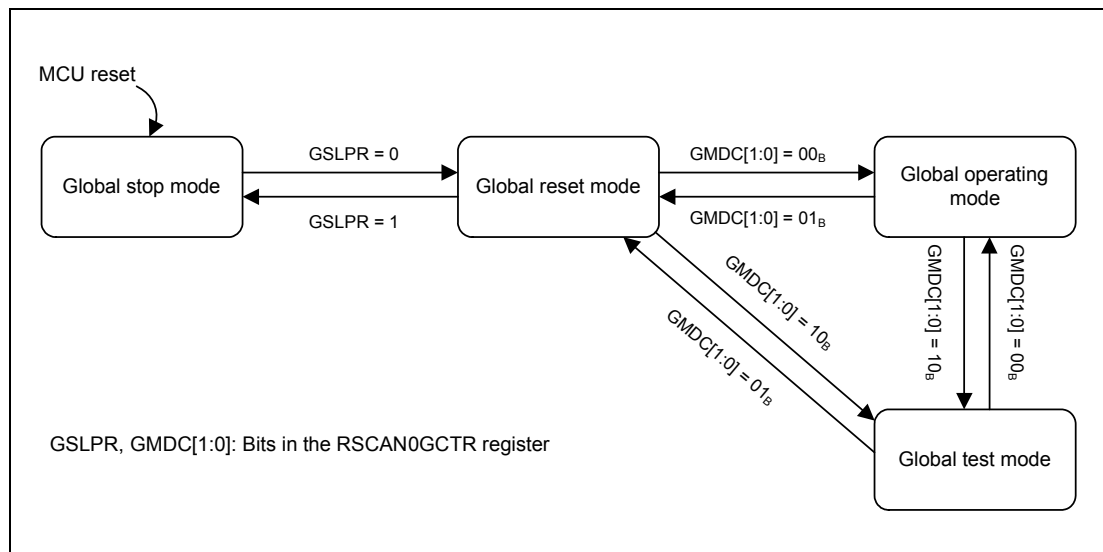 MCU reset
Global stop mode
GSLPR = 0
GSLPR = 1
Global reset mode
GMDC[1:0] = 00B
GMDC[1:0] = 01B
Global operating
mode
GMDC[1:0] = 10B
GMDC[1:0] = 01B
GMDC[1:0] = 10B
GMDC[1:0] = 00B
Global test mode
GSLPR, GMDC[1:0]: Bits in the RSCAN0GCTR register